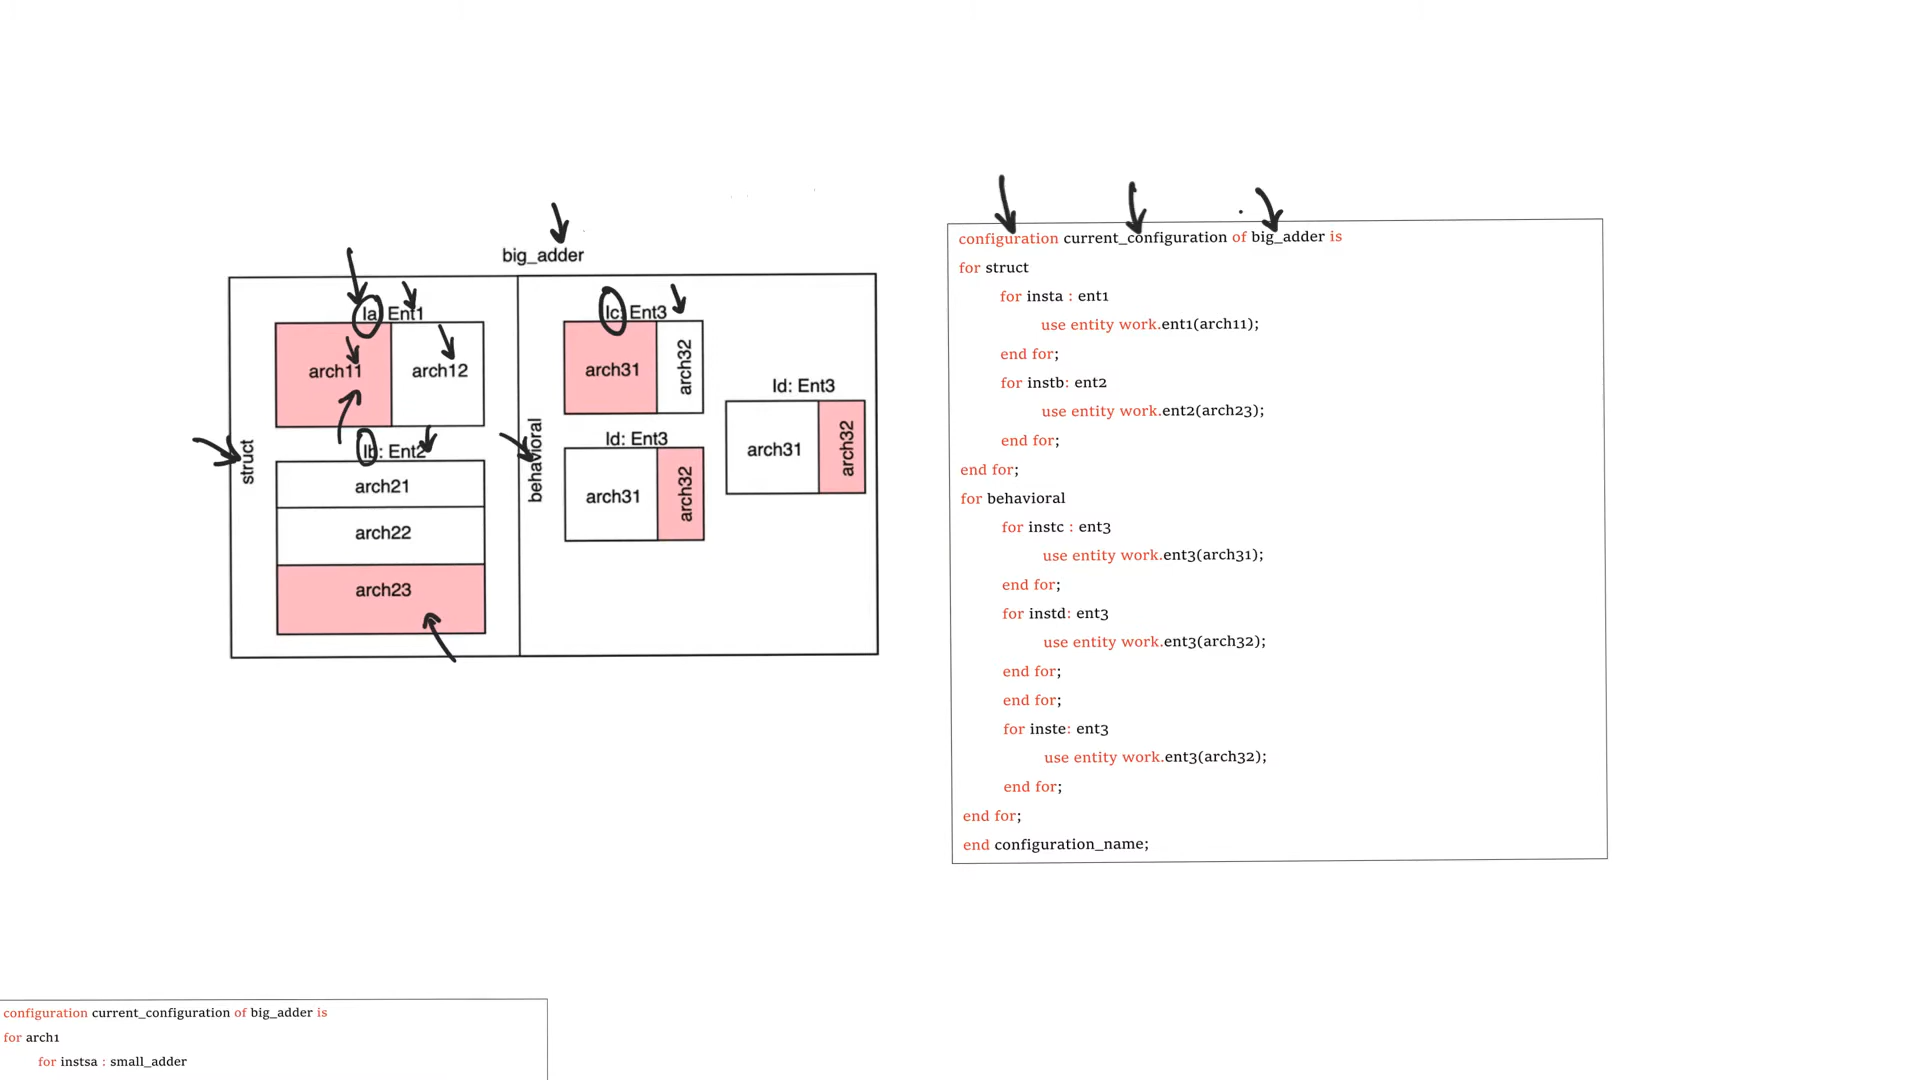 big_adder
Ia: Ent1
arch11
arch12
struct
Ib: Ent2
arch21
arch22
arch23
behavioral
Ic: Ent3
arch31
arch32
Id: Ent3
arch31
arch32
Id: Ent3
arch31
arch32
configuration current_configuration of big_adder is
for struct
for insta : ent1
use entity work.ent1(arch11);
end for;
for instb: ent2
use entity work.ent2(arch23);
end for;
end for;
for behavioral
for instc : ent3
use entity work.ent3(arch31);
end for;
for instd: ent3
use entity work.ent3(arch32);
end for;
end for;
for inste: ent3
use entity work.ent3(arch32);
end for;
end for;
end configuration_name;
configuration current_configuration of big_adder is
for arch1
for instsa : small_adder